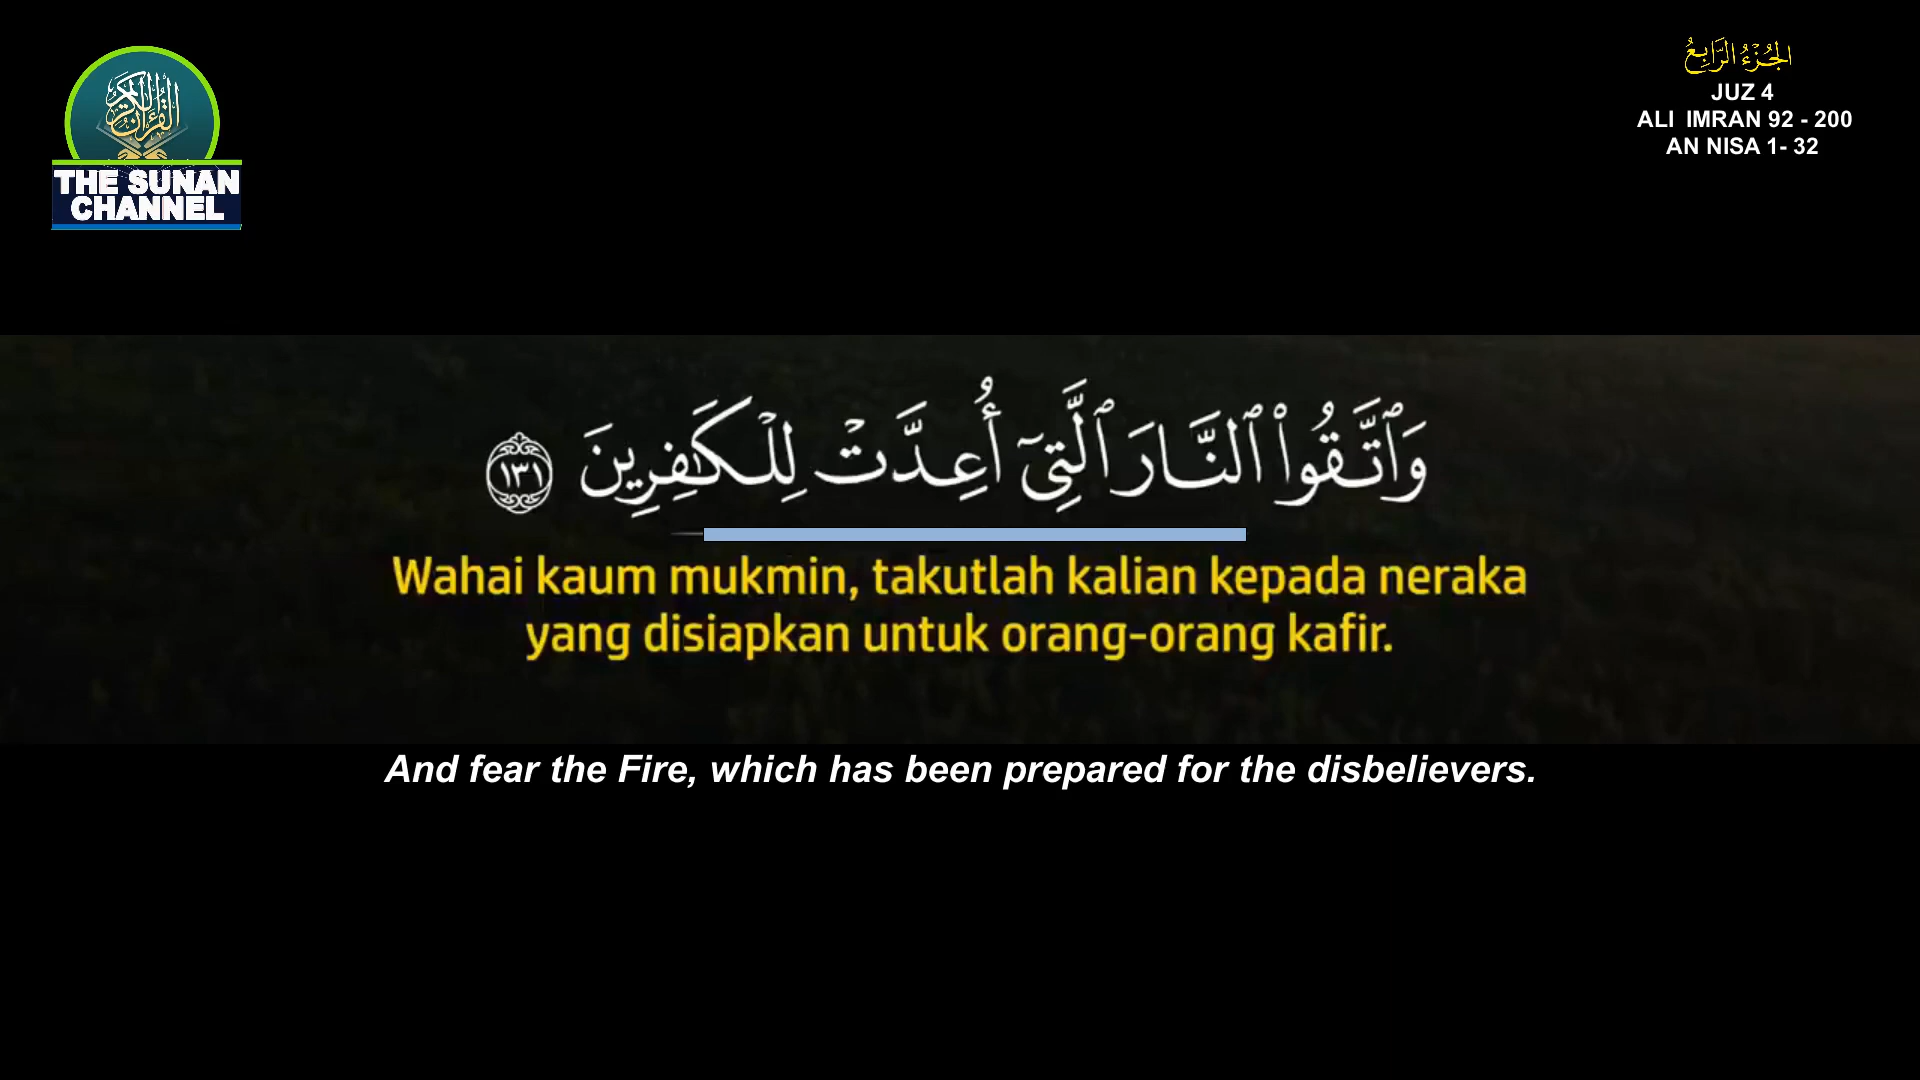 القرآن الكريم
THE SUNAN
CHANNEL
الجُزْءُ الرَّابِعُ
JUZ 4
ALI IMRAN 92 - 200
AN NISA 1- 32
وَٱتَّقُوا۟ ٱلنَّارَ ٱلَّتِىٓ أُعِدَّتْ لِلْكَـٰفِرِينَ ١٣١
Wahai kaum mukmin, takutlah kalian kepada neraka
yang disiapkan untuk orang-orang kafir.
And fear the Fire, which has been prepared for the disbelievers.